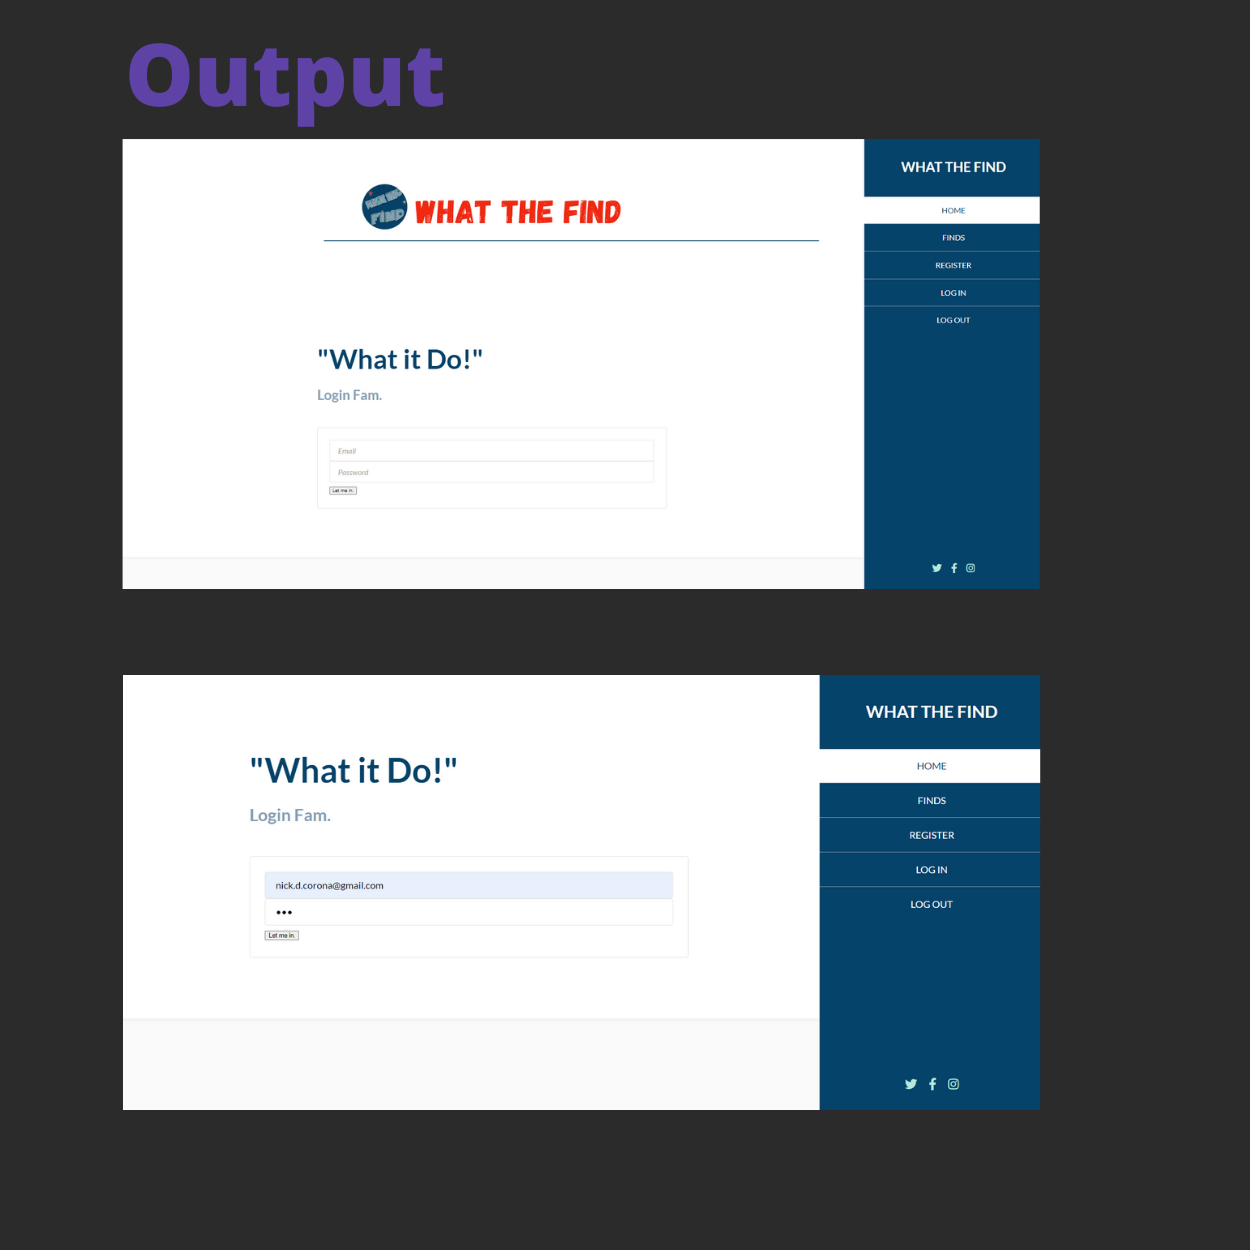 Output
WHAT THE FIND
FIND
WHAT THE FIND
HOME
FINDS
REGISTER
LOG IN
LOG OUT
"What it Do!"
Login Fam.
Email
Password
Let me in.
WHAT THE FIND
HOME
FINDS
REGISTER
LOG IN
LOG OUT
"What it Do!"
Login Fam.
nick.d.corona@gmail.com
•••
Let me in.